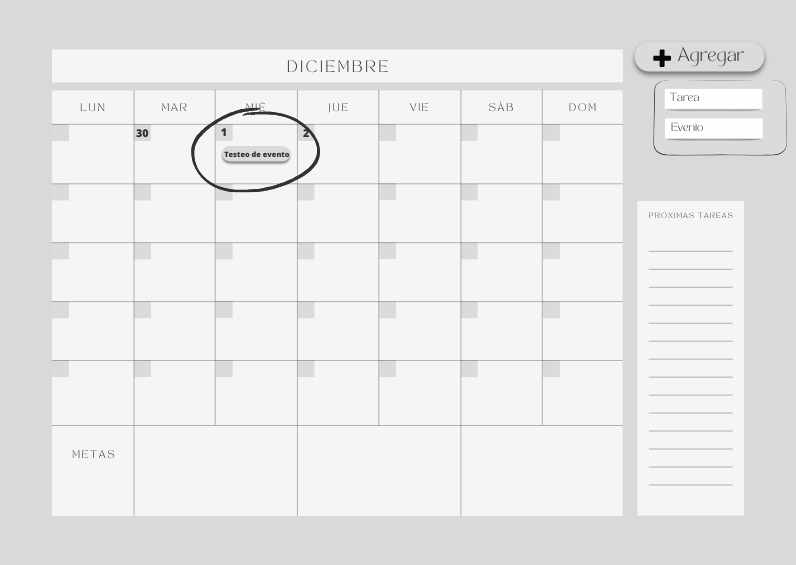 DICIEMBRE
Agregar
Tarea
Evento
LUN MAR MIÉ JUE VIE SÁB DOM
30 1 2
Testeo de evento
PROXIMAS TAREAS
METAS